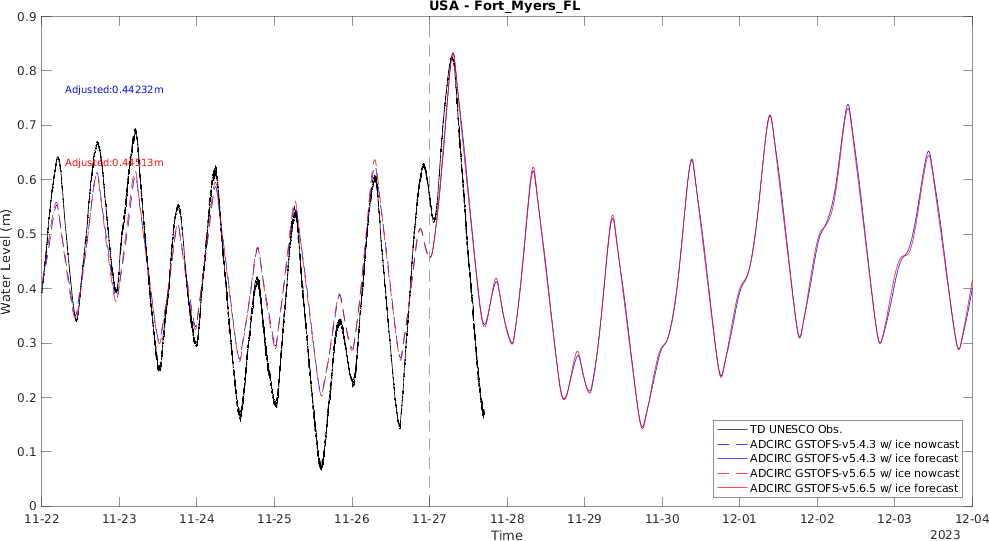 USA - Fort_Myers_FL
0.9
0.8
0.7
0.6
0.5
0.4
0.3
0.2
0.1
0
Water Level (m)
Adjusted:0.44232m
Adjusted:0.44513m
TD UNESCO Obs.
ADCIRC GSTOFS-v5.4.3 w/ ice nowcast
ADCIRC GSTOFS-v5.4.3 w/ ice forecast
ADCIRC GSTOFS-v5.6.5 w/ ice nowcast
ADCIRC GSTOFS-v5.6.5 w/ ice forecast
11-22 11-23 11-24 11-25 11-26 11-27 11-28 11-29 11-30 12-01 12-02 12-03 12-04
Time
2023